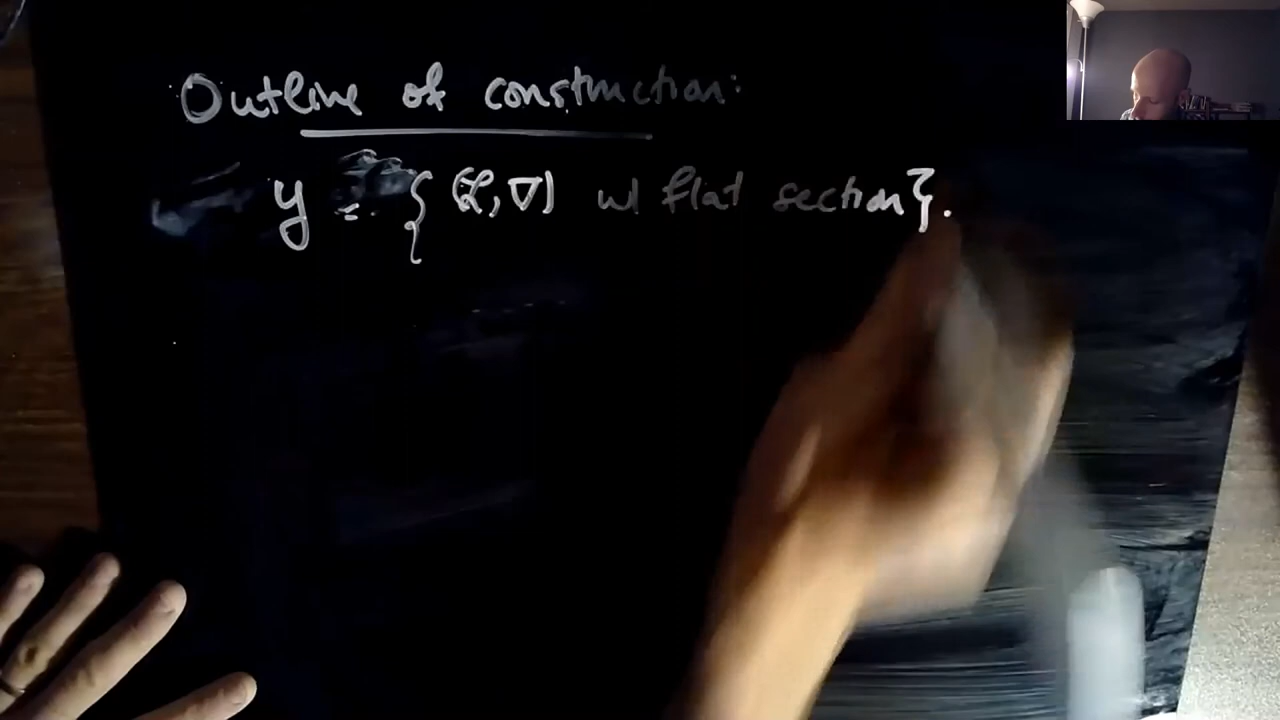 Outline of construction:
y = { (L, ∇) w/ flat section}.